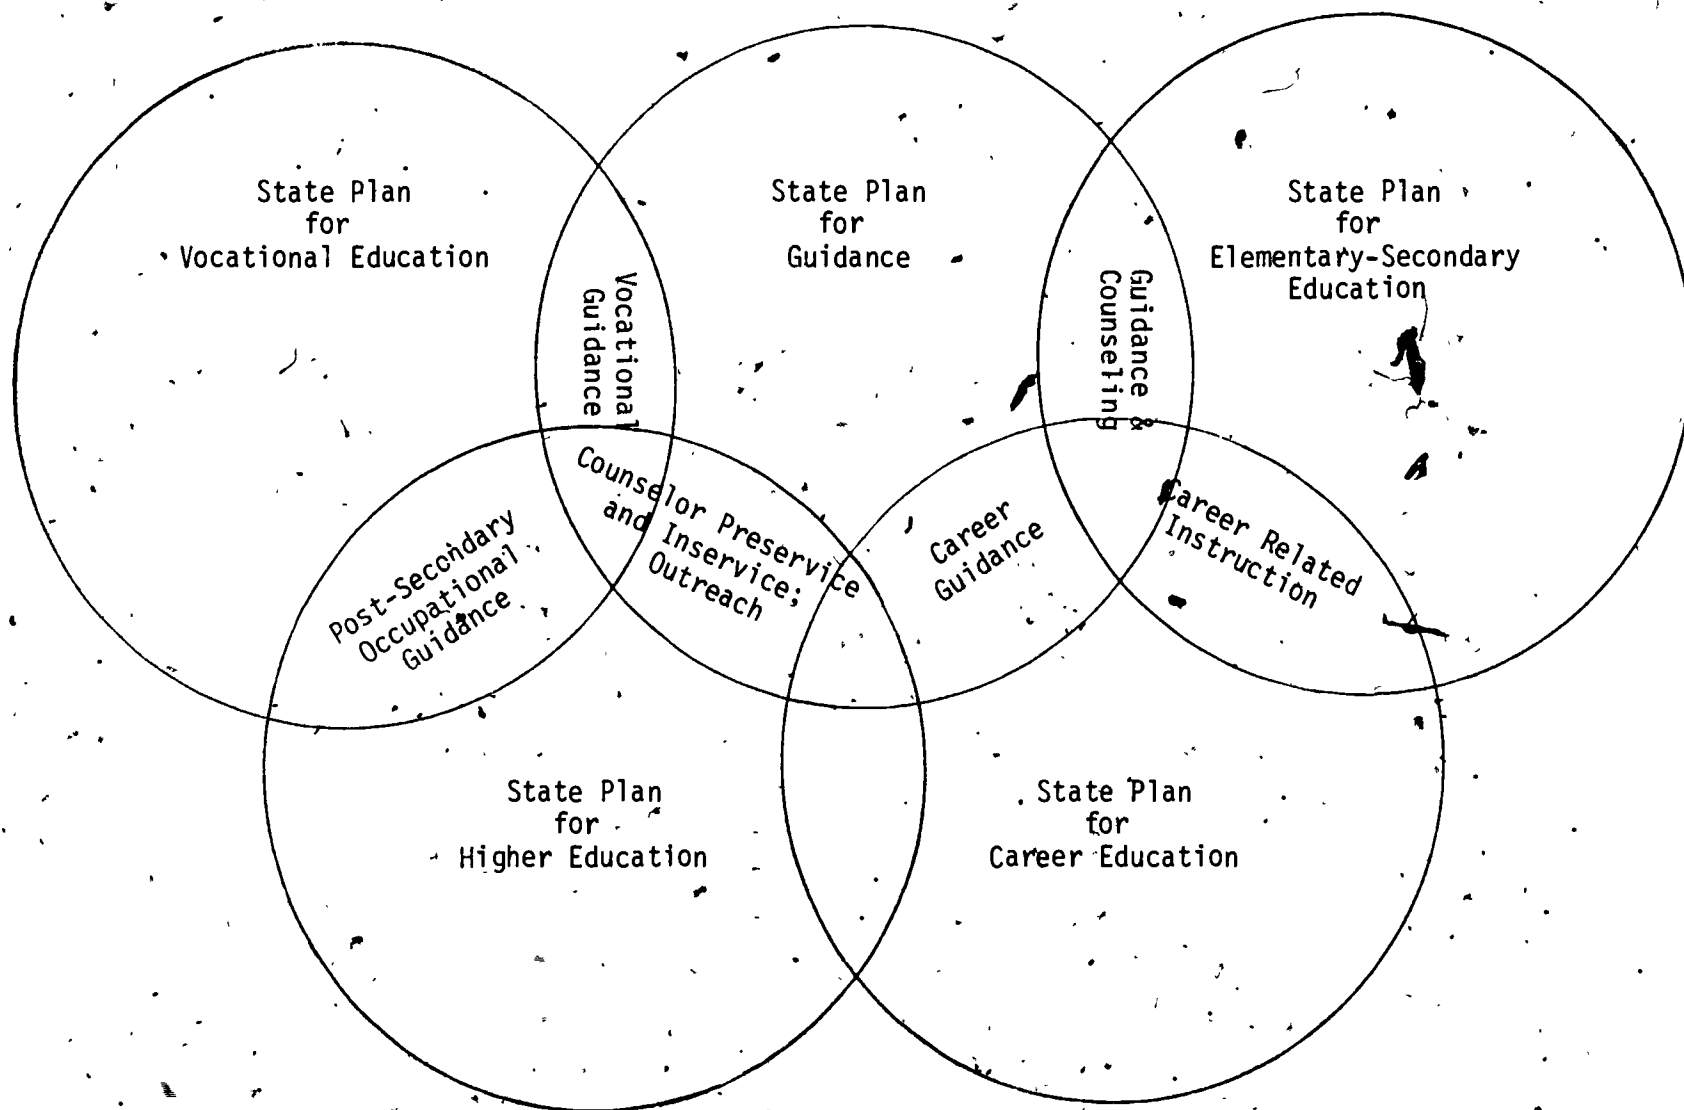 State Plan
for
Vocational Education
State Plan
for
Guidance
State Plan
for
Elementary-Secondary
Education
Vocational
Guidance
Guidance &
Counseling
Post-Secondary
Occupational
Guidance
Counselor Preservice
and Inservice;
Outreach
Career
Guidance
Career Related
Instruction
State Plan
for
Higher Education
State Plan
for
Career Education